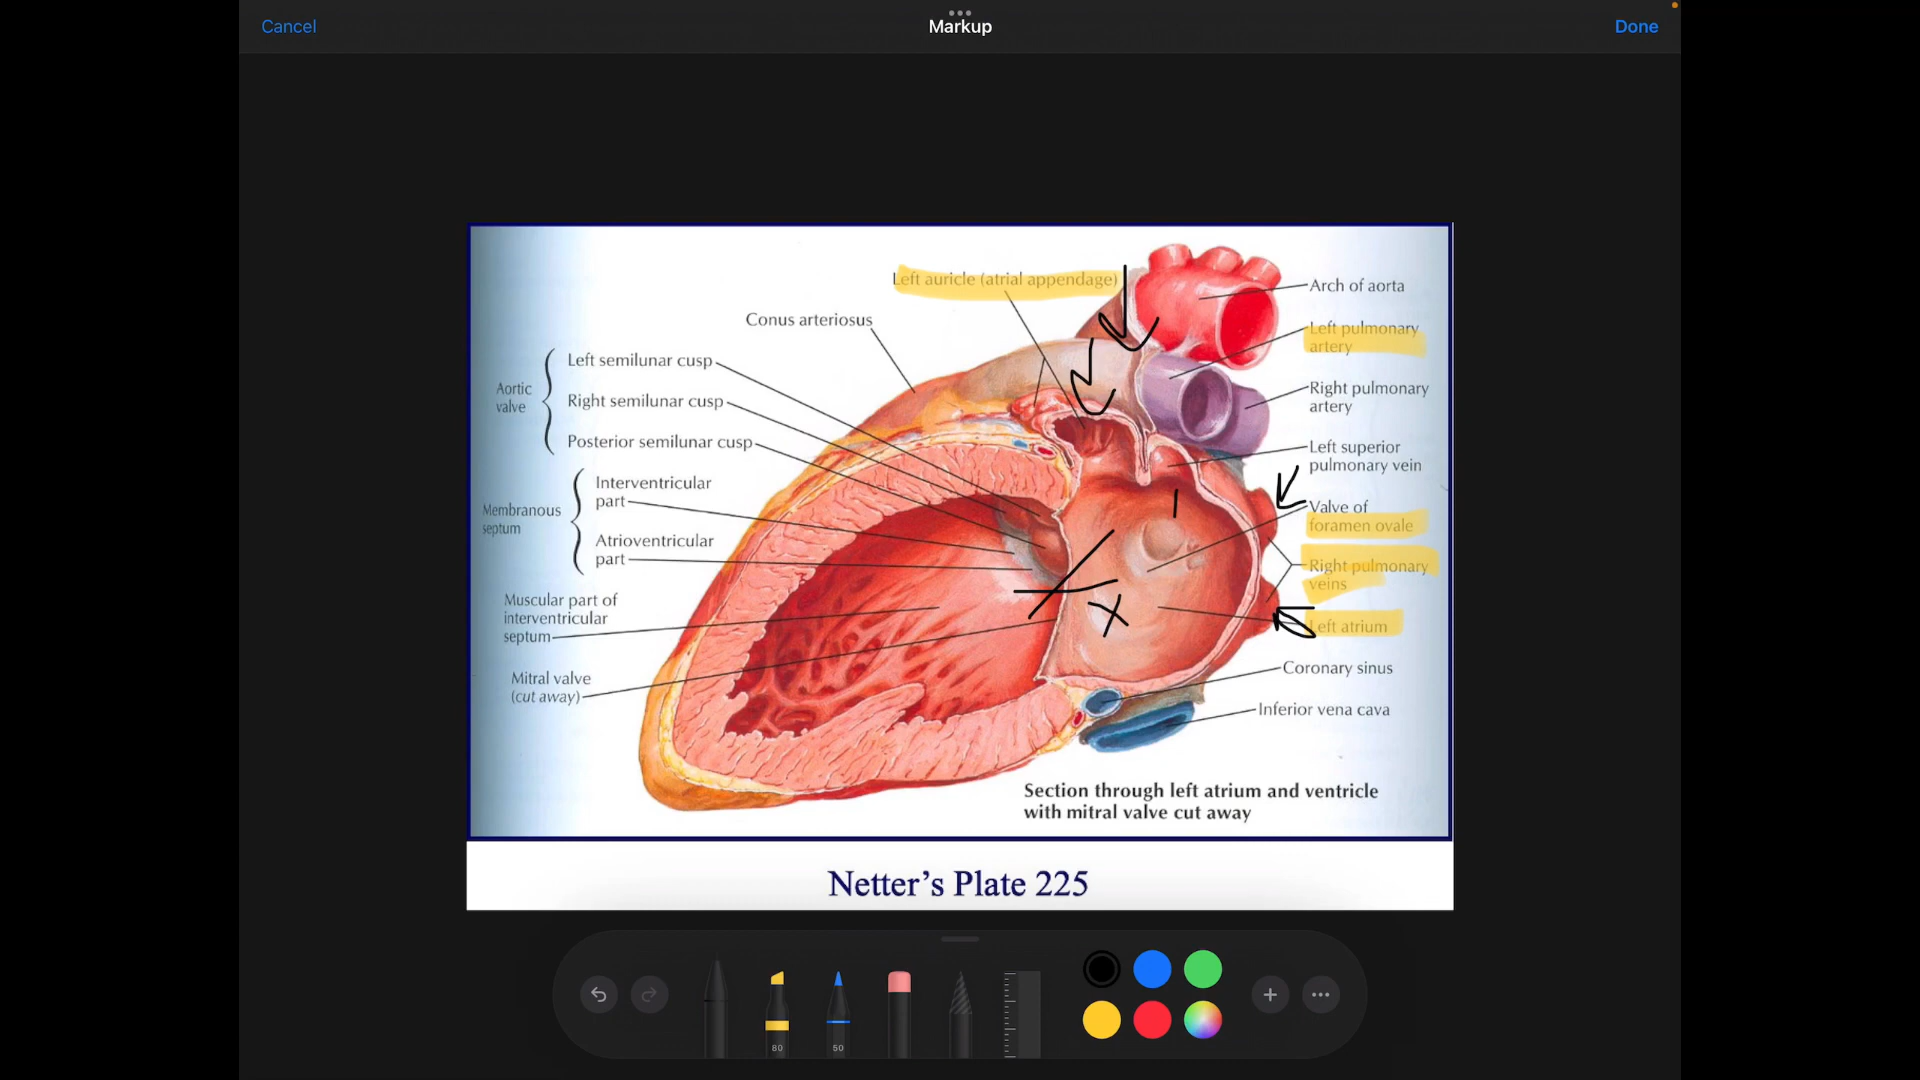 Cancel
Markup
Done
Left auricle (atrial appendage)
Conus arteriosus
Left semilunar cusp
Aortic
valve
Right semilunar cusp
Posterior semilunar cusp
Interventricular
part
Membranous
septum
Atrioventricular
part
Muscular part of
interventricular
septum
Mitral valve
(cut away)
Arch of aorta
Left pulmonary
artery
Right pulmonary
artery
Left superior
pulmonary vein
Valve of
foramen ovale
Right pulmonary
veins
Left atrium
Coronary sinus
Inferior vena cava
Section through left atrium and ventricle
with mitral valve cut away
Netter's Plate 225
80
50